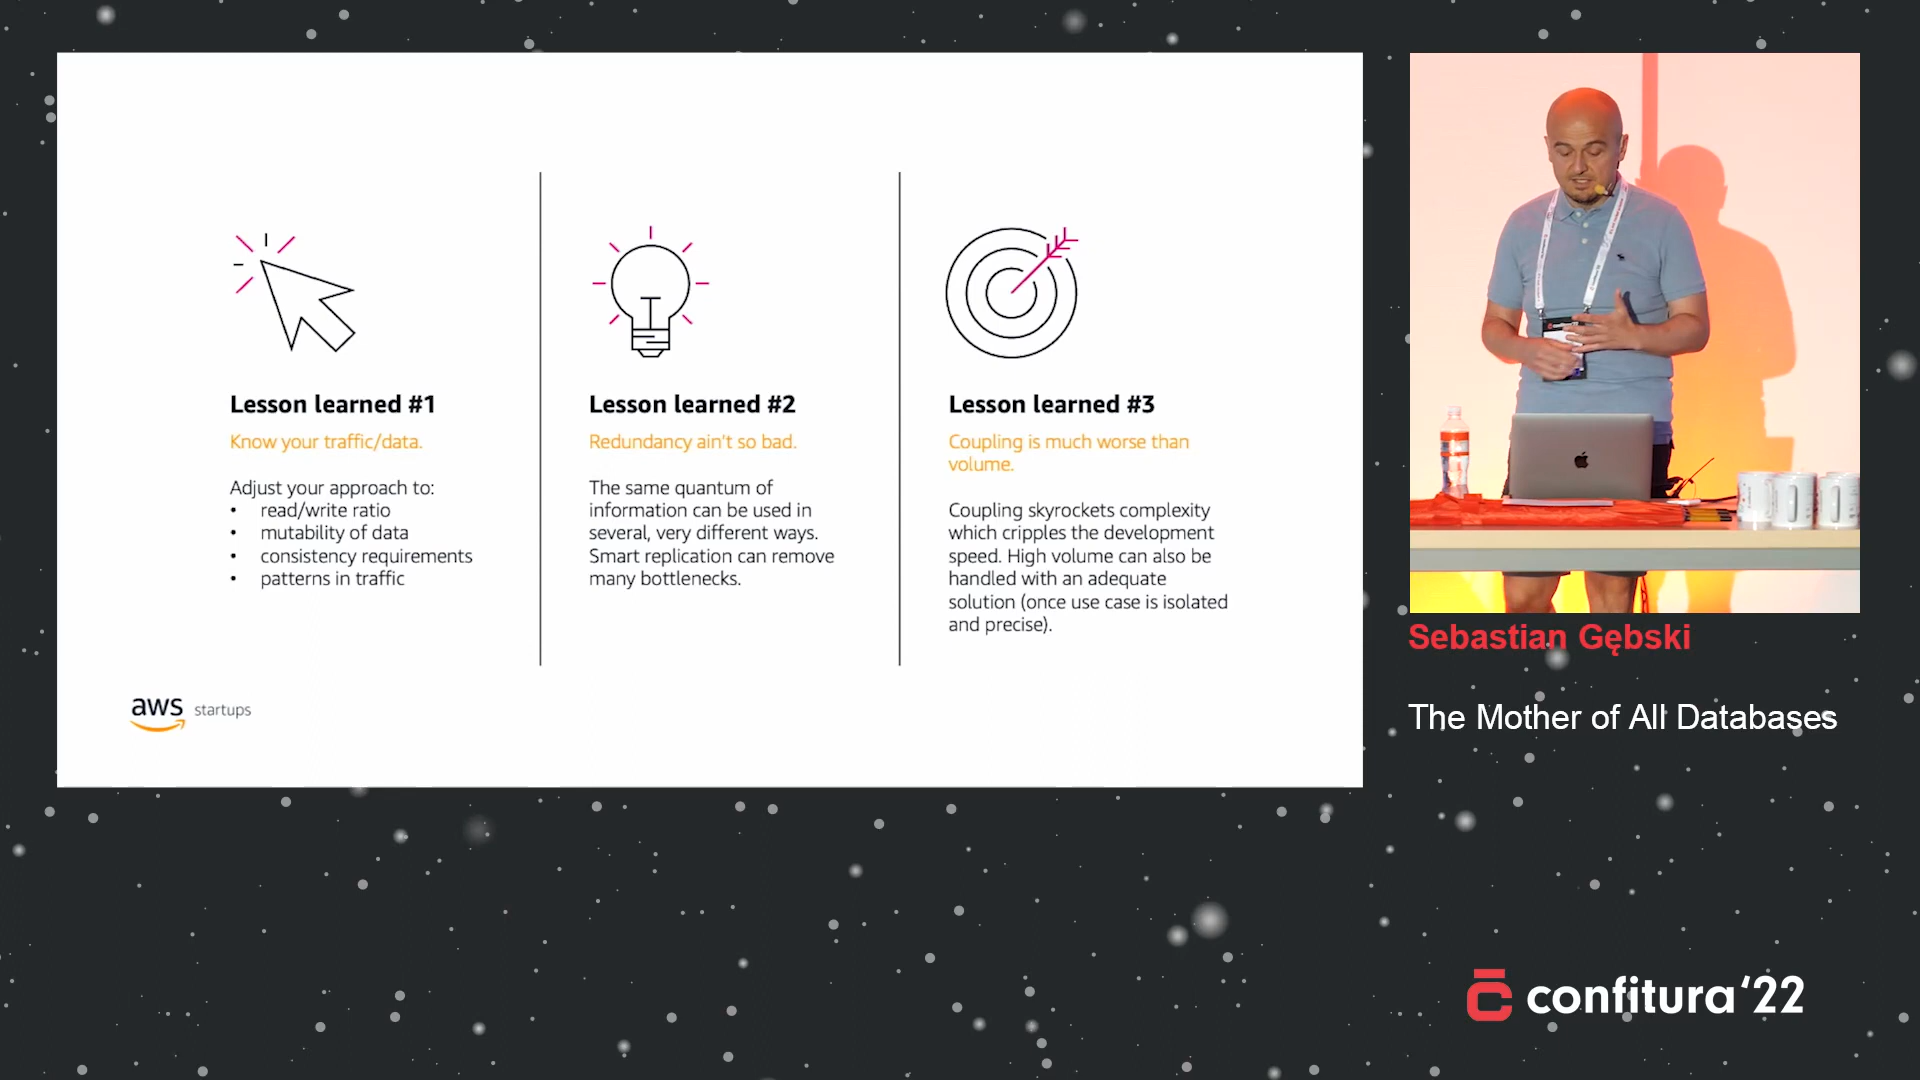 Lesson learned #1
Know your traffic/data.
Adjust your approach to:
• read/write ratio
• mutability of data
• consistency requirements
• patterns in traffic
Lesson learned #2
Redundancy ain't so bad.
The same quantum of
information can be used in
several, very different ways.
Smart replication can remove
many bottlenecks.
Lesson learned #3
Coupling is much worse than
volume.
Coupling skyrockets complexity
which cripples the development
speed. High volume can also be
handled with an adequate
solution (once use case is isolated
and precise).
aws startups
Sebastian Gębski
The Mother of All Databases
confitura '22